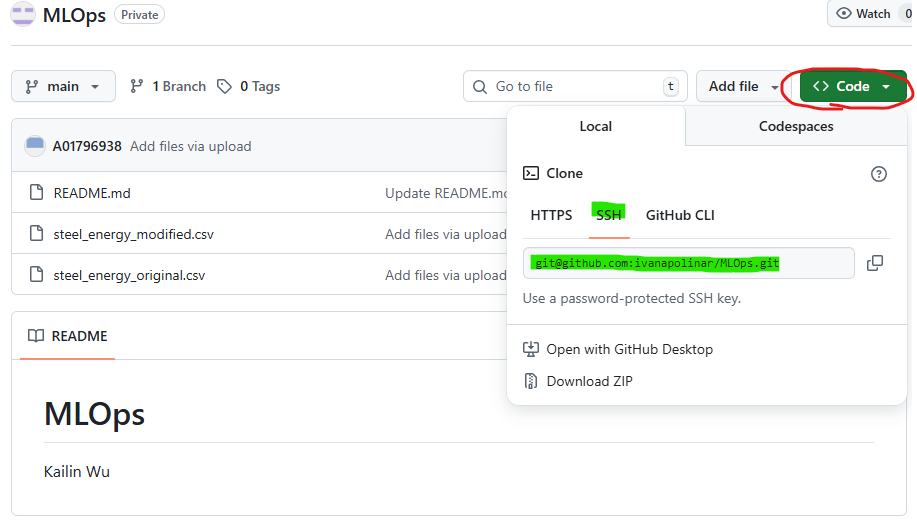 MLOps Private Watch 0
main 1 Branch 0 Tags Go to file t Add file Code
A01796938 Add files via upload
README.md Update README.md
steel_energy_modified.csv Add files via upload
steel_energy_original.csv Add files via upload
Local Codespaces
Clone
HTTPS SSH GitHub CLI
git@github.com:ivanapolinar/MLOps.git
Use a password-protected SSH key.
Open with GitHub Desktop
Download ZIP
README
MLOps
Kailin Wu